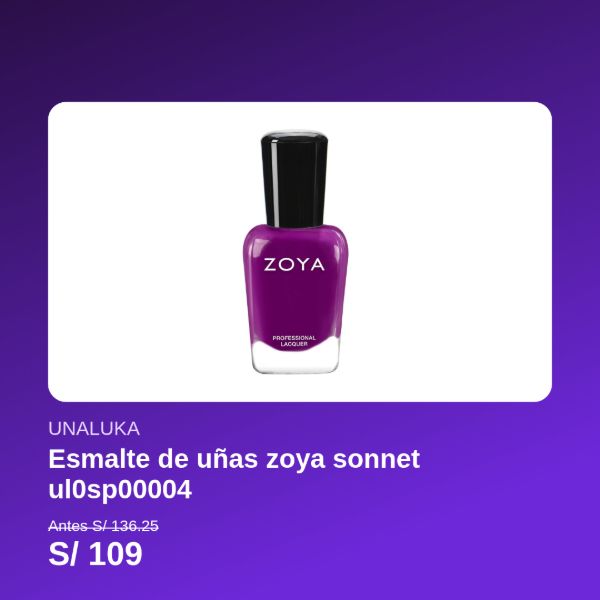 ZOYA
PROFESSIONAL
LACQUER
UNALUKA
Esmalte de uñas zoya sonnet
ul0sp00004
Antes S/ 136.25
S/ 109